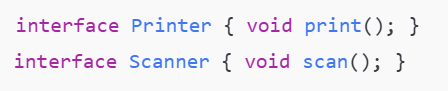 interface Printer { void print(); }
interface Scanner { void scan(); }